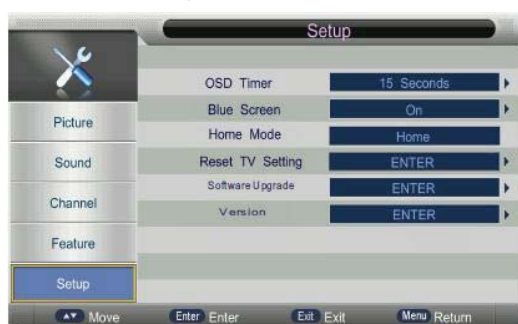 Setup
OSD Timer 15 Seconds
Blue Screen On
Home Mode Home
Reset TV Setting ENTER
Software Upgrade ENTER
Version ENTER
Picture
Sound
Channel
Feature
Setup
Move Enter Enter Exit Exit Menu Return